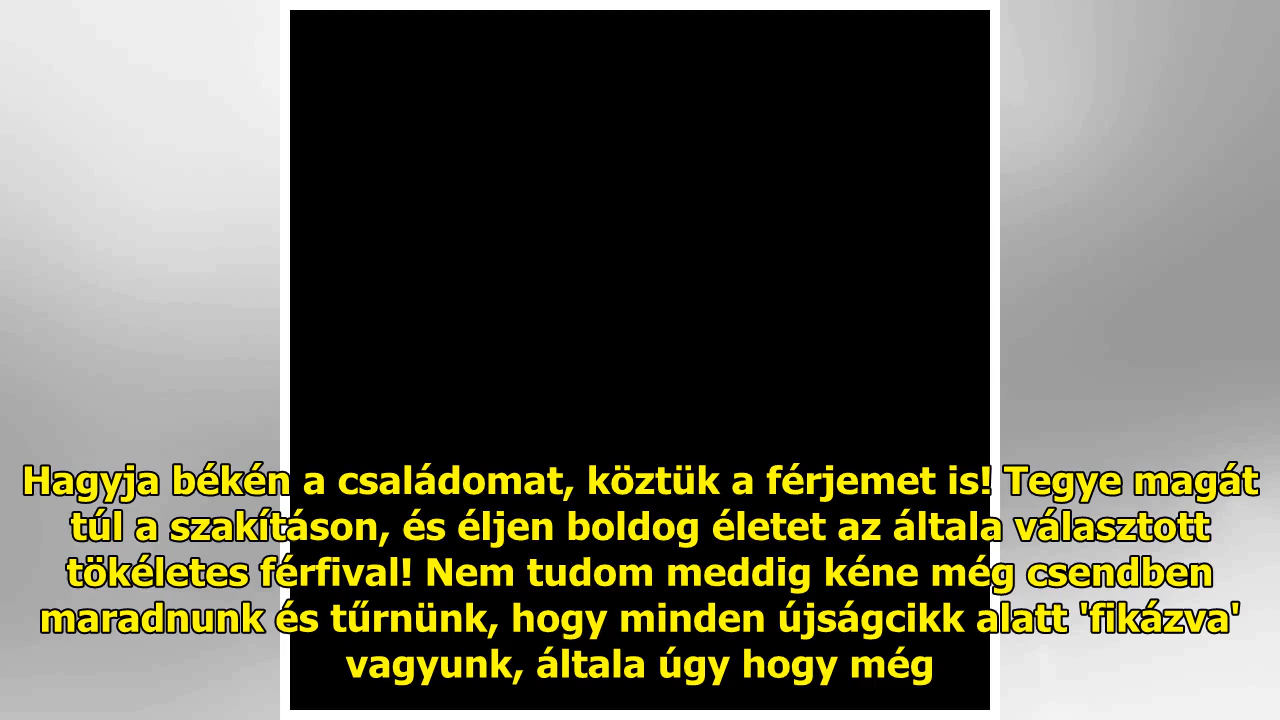 Hagyja békén a családomat, köztük a férjemet is! Tegye magát
túl a szakításon, és éljen boldog életet az általa választott
tökéletes férfival! Nem tudom meddig kéne még csendben
maradnunk és tűrnünk, hogy minden újságcikk alatt 'fikázva'
vagyunk, általa úgy hogy még